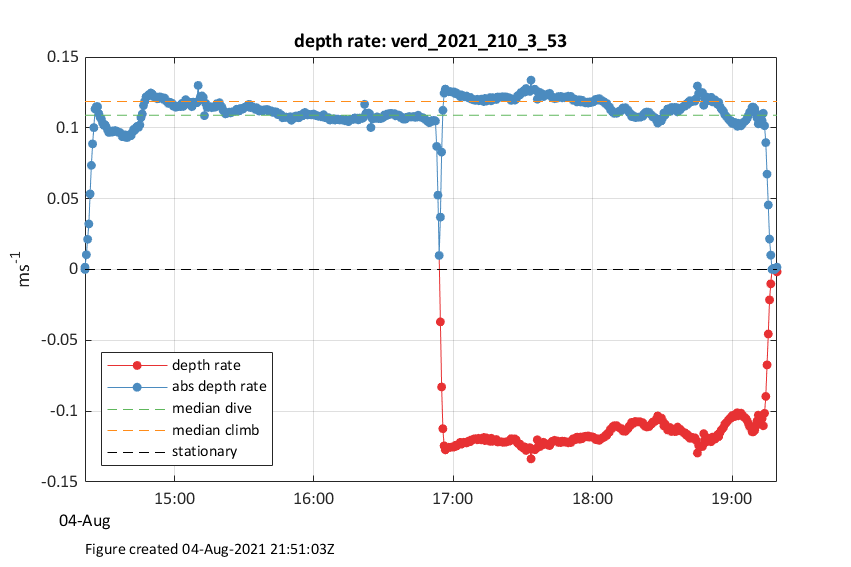 depth rate: verd_2021_210_3_53
0.15
0.1
0.05
0
-0.05
-0.1
-0.15
ms-1
depth rate
abs depth rate
median dive
median climb
stationary
15:00 16:00 17:00 18:00 19:00
04-Aug
Figure created 04-Aug-2021 21:51:03Z